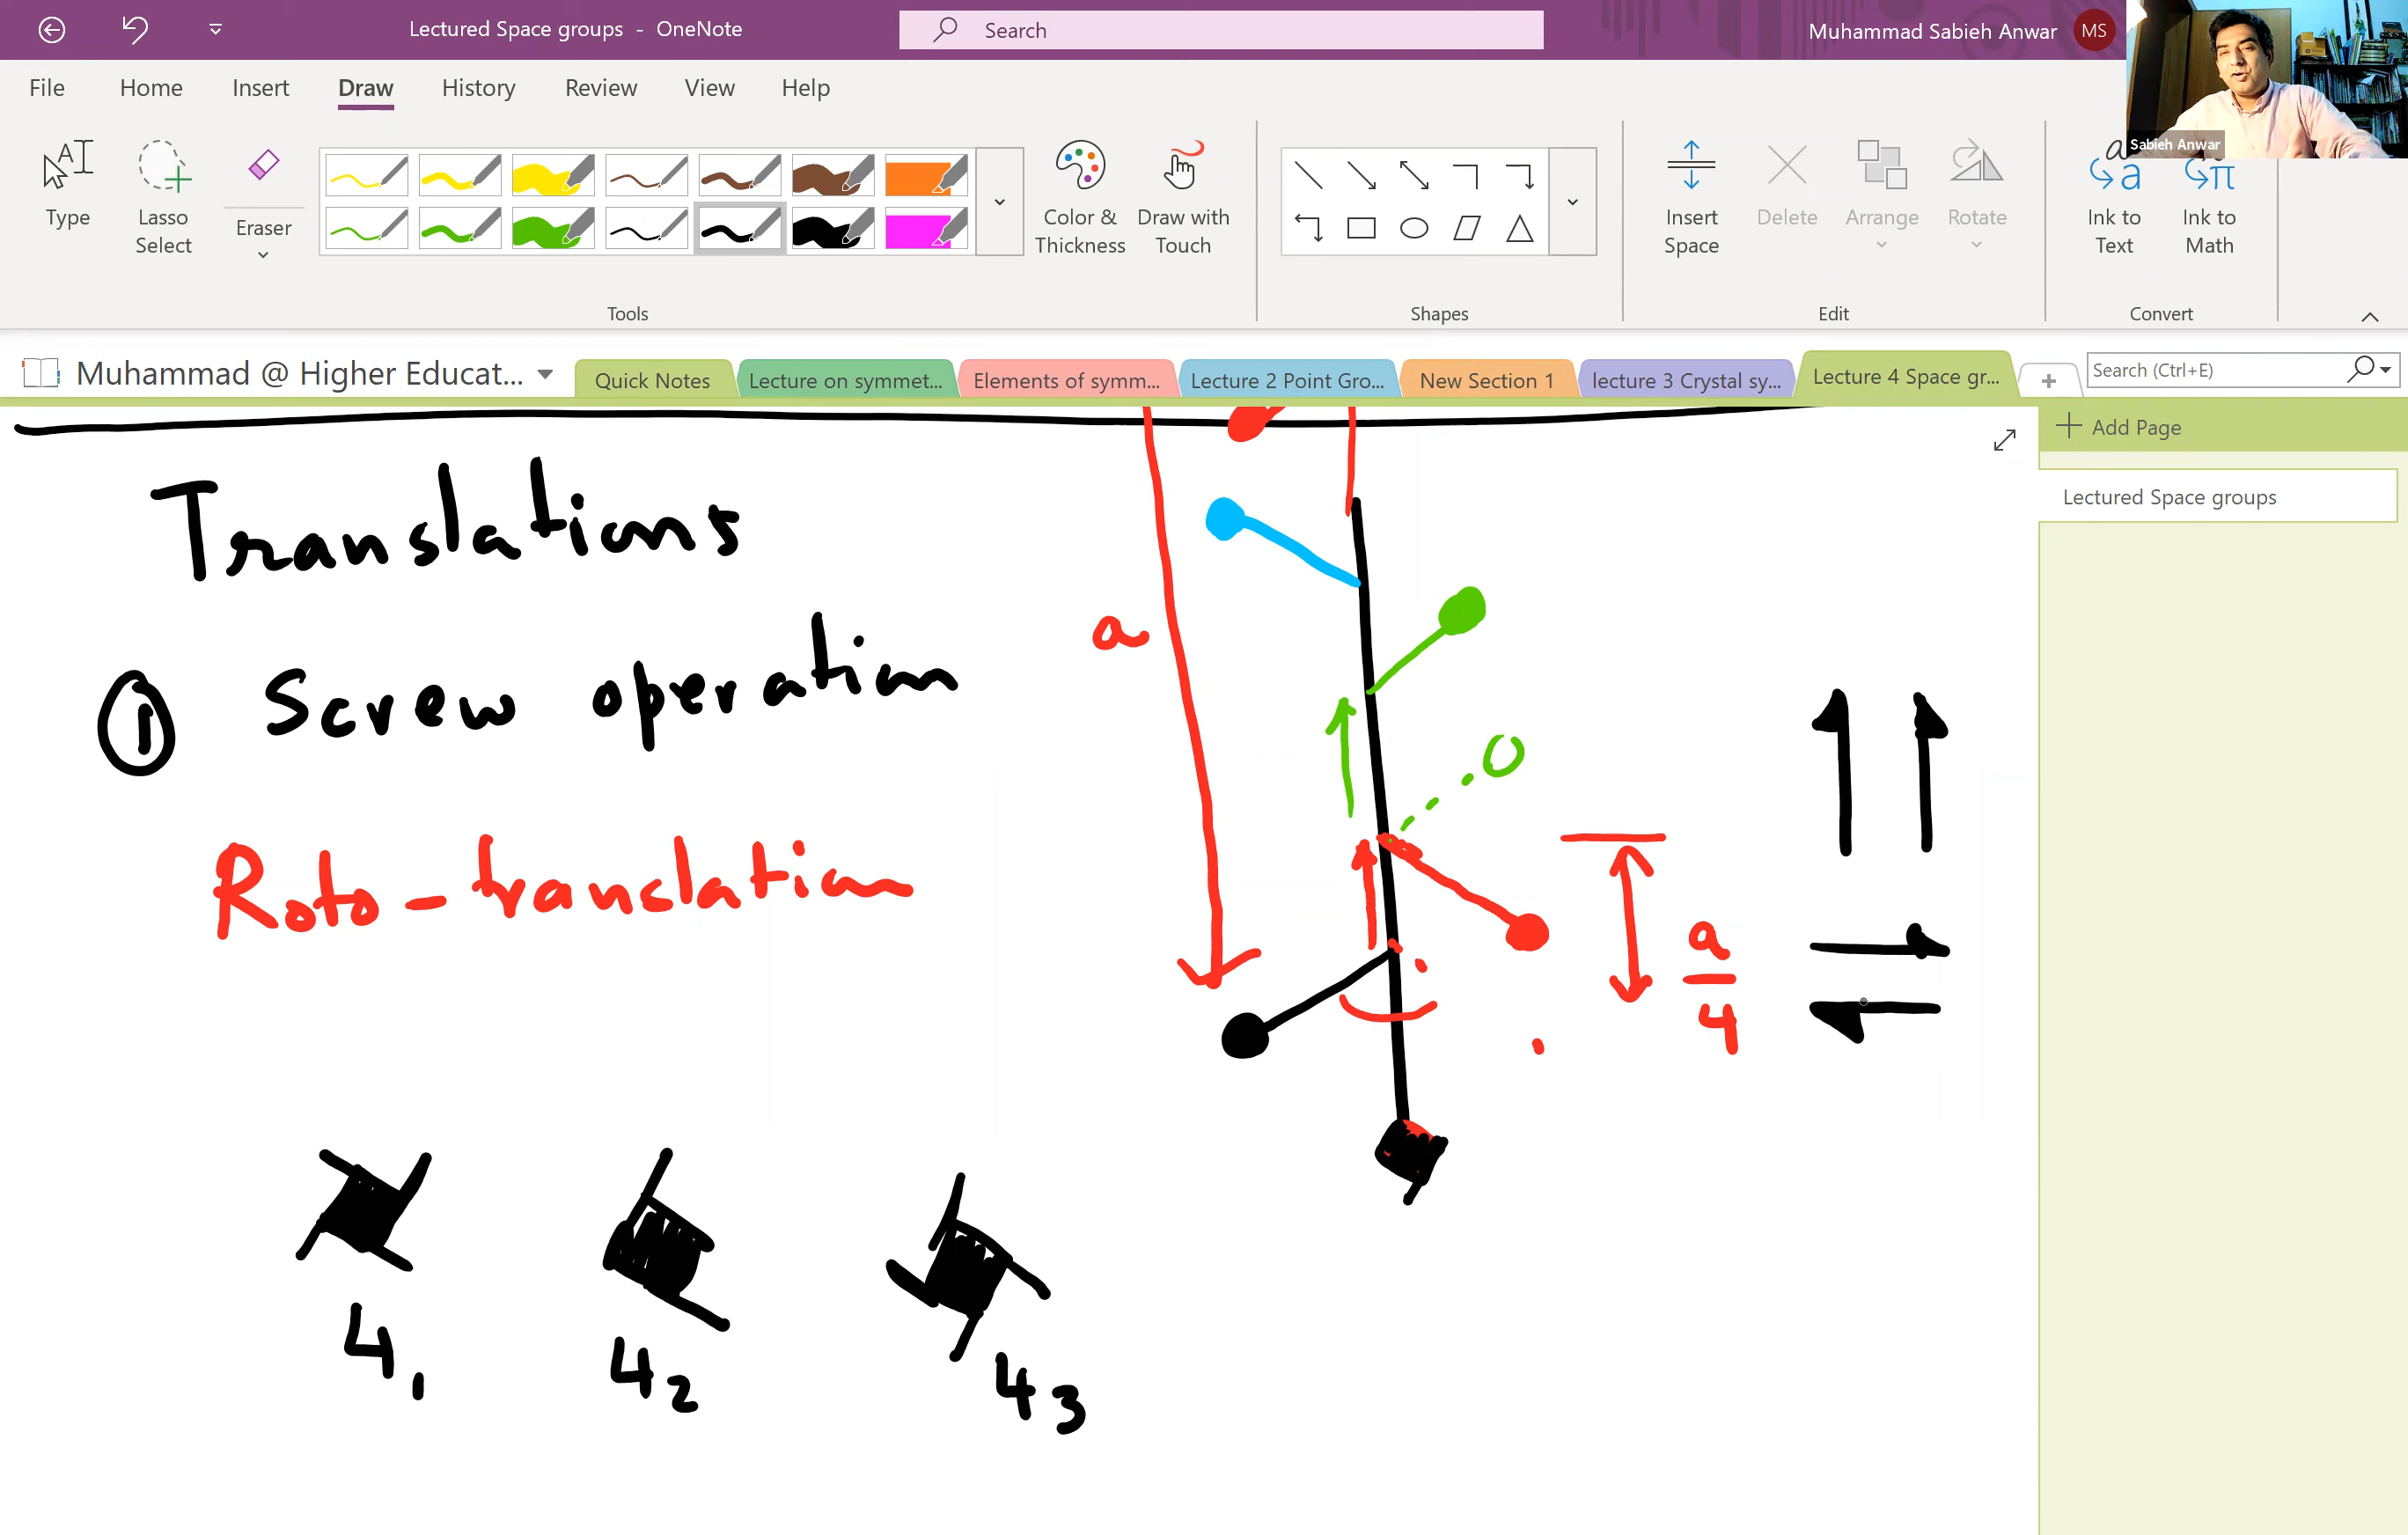 Lectured Space groups - OneNote
Search
Muhammad Sabieh Anwar
MS
Sabieh Anwar
File Home Insert Draw History Review View Help
Type
Lasso Select
Eraser
Color & Thickness
Draw with Touch
Insert Space
Delete
Arrange
Rotate
Ink to Text
Ink to Math
Tools
Shapes
Edit
Convert
Muhammad @ Higher Educat...
Quick Notes
Lecture on symmet...
Elements of symm...
Lecture 2 Point Gro...
New Section 1
lecture 3 Crystal sy...
Lecture 4 Space gr...
Search (Ctrl+E)
Add Page
Lectured Space groups
Translations
① Screw operation
Roto-translation
a
a/4
4₁
4₂
4₃